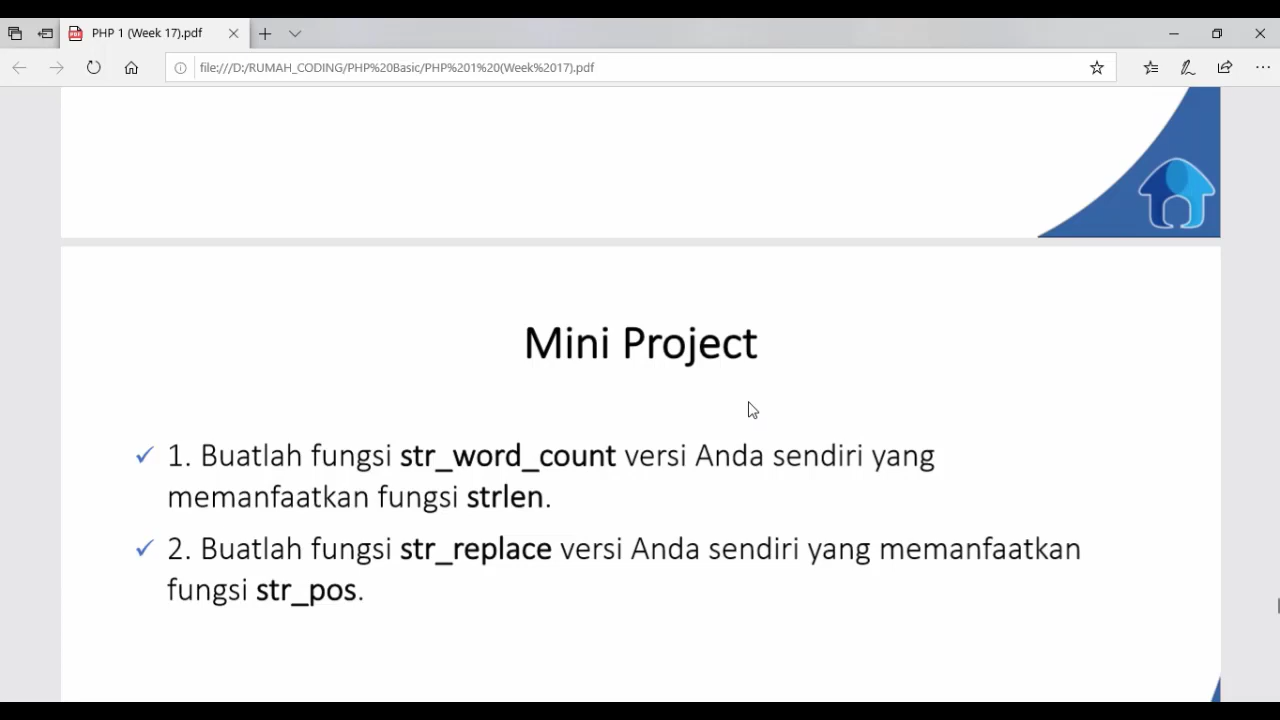 PHP 1 (Week 17).pdf
file:///D:/RUMAH_CODING/PHP%20Basic/PHP%201%20(Week%2017).pdf
Mini Project
✓ 1. Buatlah fungsi str_word_count versi Anda sendiri yang
memanfaatkan fungsi strlen.
✓ 2. Buatlah fungsi str_replace versi Anda sendiri yang memanfaatkan
fungsi str_pos.